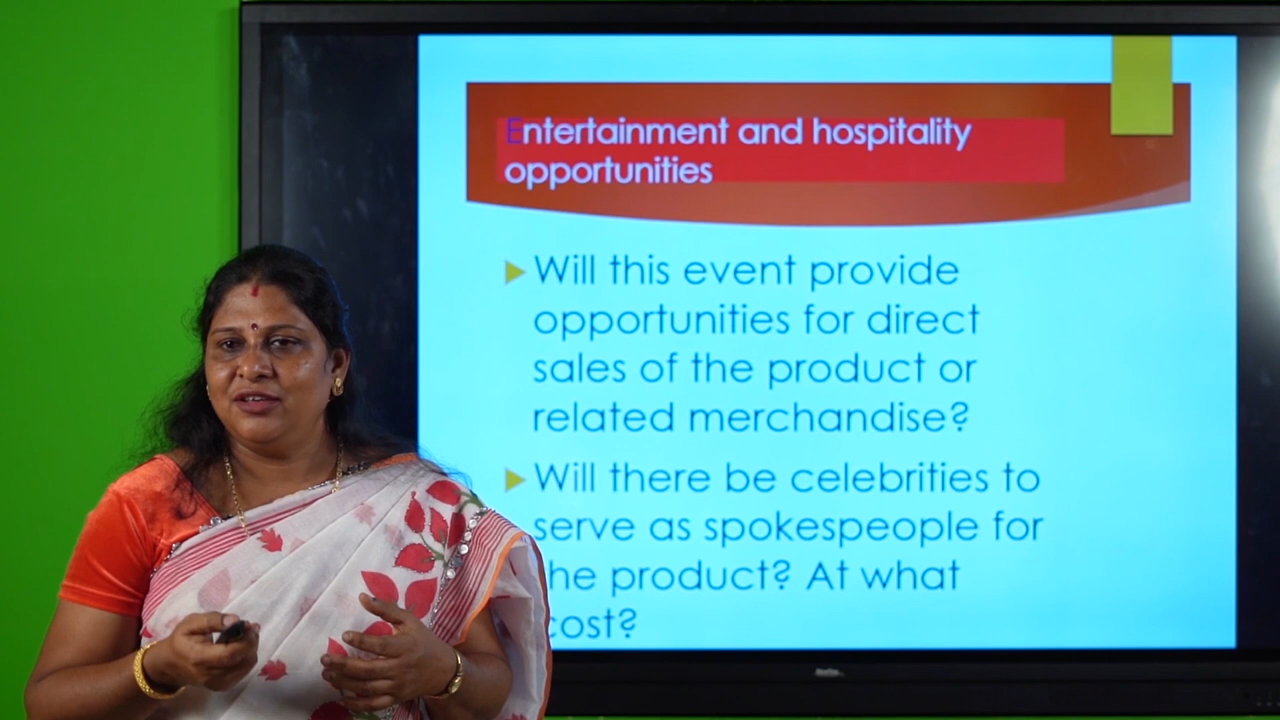 Entertainment and hospitality
opportunities
Will this event provide
opportunities for direct
sales of the product or
related merchandise?
Will there be celebrities to
serve as spokespeople for
he product? At what
cost?